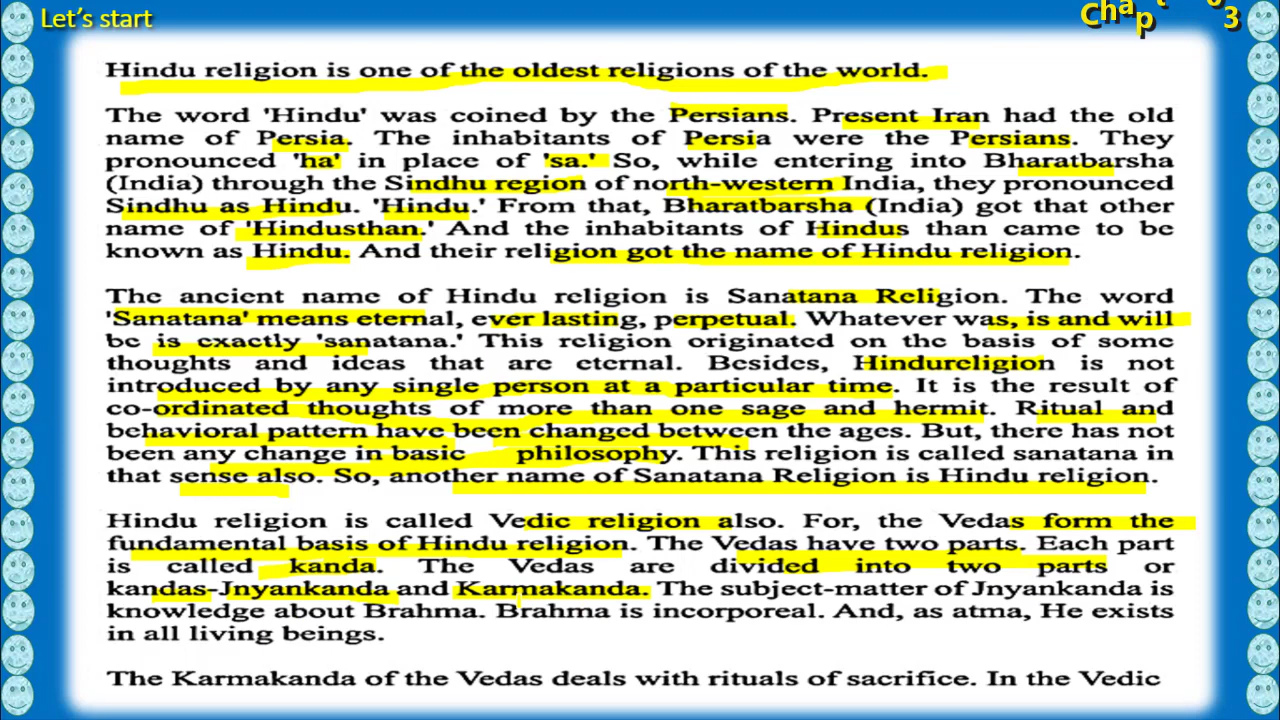 Let's start
Chapt 03
Hindu religion is one of the oldest religions of the world.
The word 'Hindu' was coined by the Persians. Present Iran had the old
name of Persia. The inhabitants of Persia were the Persians. They
pronounced 'ha' in place of 'sa.' So, while entering into Bharatbarsha
(India) through the Sindhu region of north-western India, they pronounced
Sindhu as Hindu. 'Hindu.' From that, Bharatbarsha (India) got that other
name of 'Hindusthan.' And the inhabitants of Hindus than came to be
known as Hindu. And their religion got the name of Hindu religion.
The ancient name of Hindu religion is Sanatana Religion. The word
'Sanatana' means eternal, ever lasting, perpetual. Whatever was, is and will
be is exactly 'sanatana.' This religion originated on the basis of some
thoughts and ideas that are eternal. Besides, Hindureligion is not
introduced by any single person at a particular time. It is the result of
co-ordinated thoughts of more than one sage and hermit. Ritual and
behavioral pattern have been changed between the ages. But, there has not
been any change in basic philosophy. This religion is called sanatana in
that sense also. So, another name of Sanatana Religion is Hindu religion.
Hindu religion is called Vedic religion also. For, the Vedas form the
fundamental basis of Hindu religion. The Vedas have two parts. Each part
is called kanda. The Vedas are divided into two parts or
kandas-Jnyankanda and Karmakanda. The subject-matter of Jnyankanda is
knowledge about Brahma. Brahma is incorporeal. And, as atma, He exists
in all living beings.
The Karmakanda of the Vedas deals with rituals of sacrifice. In the Vedic